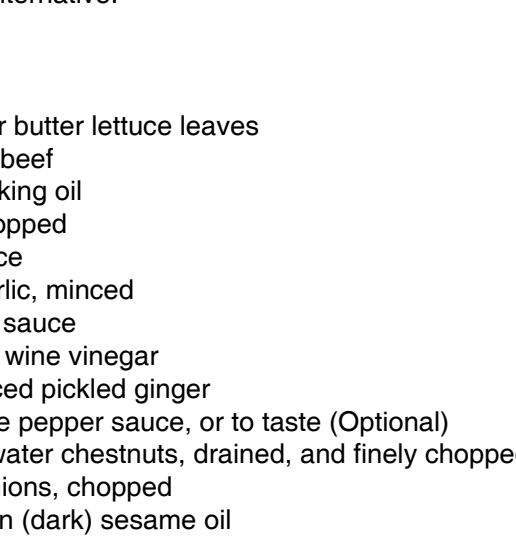 lternative.
r butter lettuce leaves
beef
king oil
opped
ce
rlic, minced
sauce
wine vinegar
ced pickled ginger
e pepper sauce, or to taste (Optional)
water chestnuts, drained, and finely choppe
ions, chopped
n (dark) sesame oil